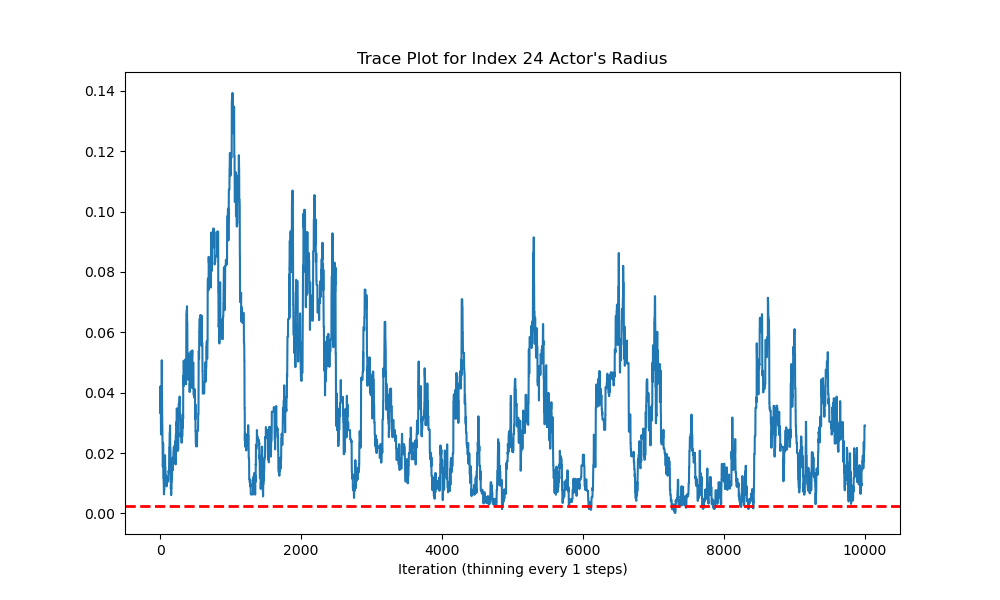 Trace Plot for Index 24 Actor's Radius
0.14
0.12
0.10
0.08
0.06
0.04
0.02
0.00
0 2000 4000 6000 8000 10000
Iteration (thinning every 1 steps)